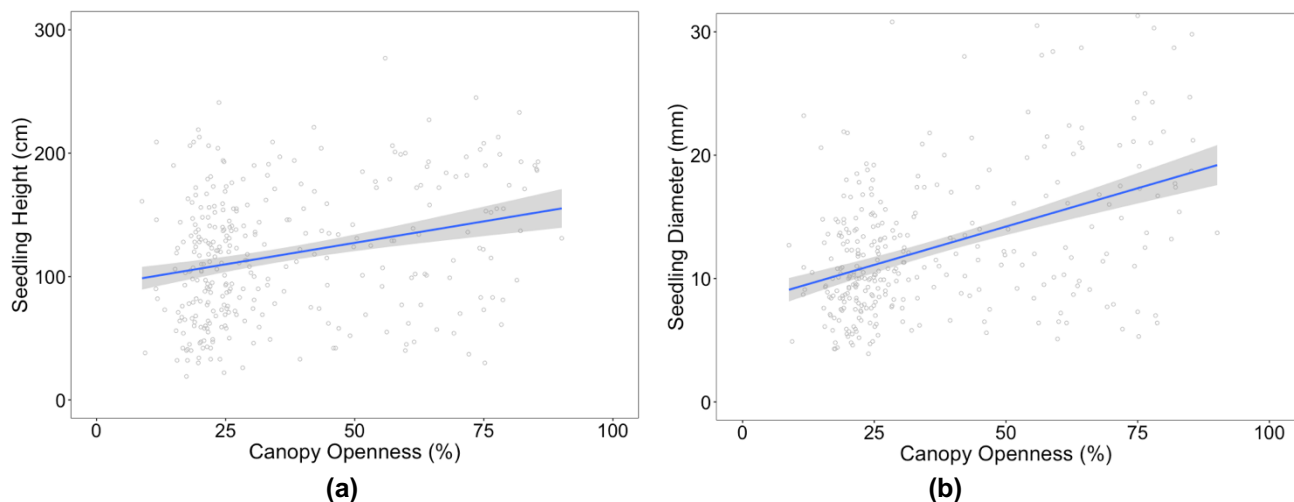 300
200
100
0
Seedling Height (cm)
0 25 50 75 100
Canopy Openness (%)
(a)
30
20
10
0
Seedling Diameter (mm)
0 25 50 75 100
Canopy Openness (%)
(b)